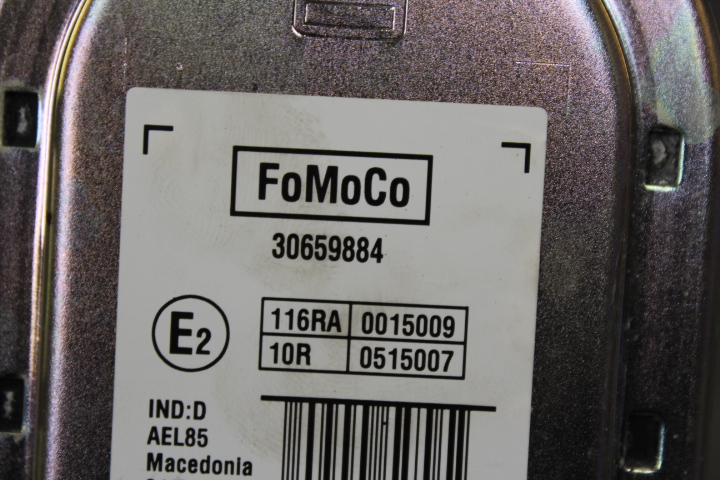 FoMoCo
30659884
E2
116RA 0015009
10R 0515007
IND:D
AEL85
Macedonia